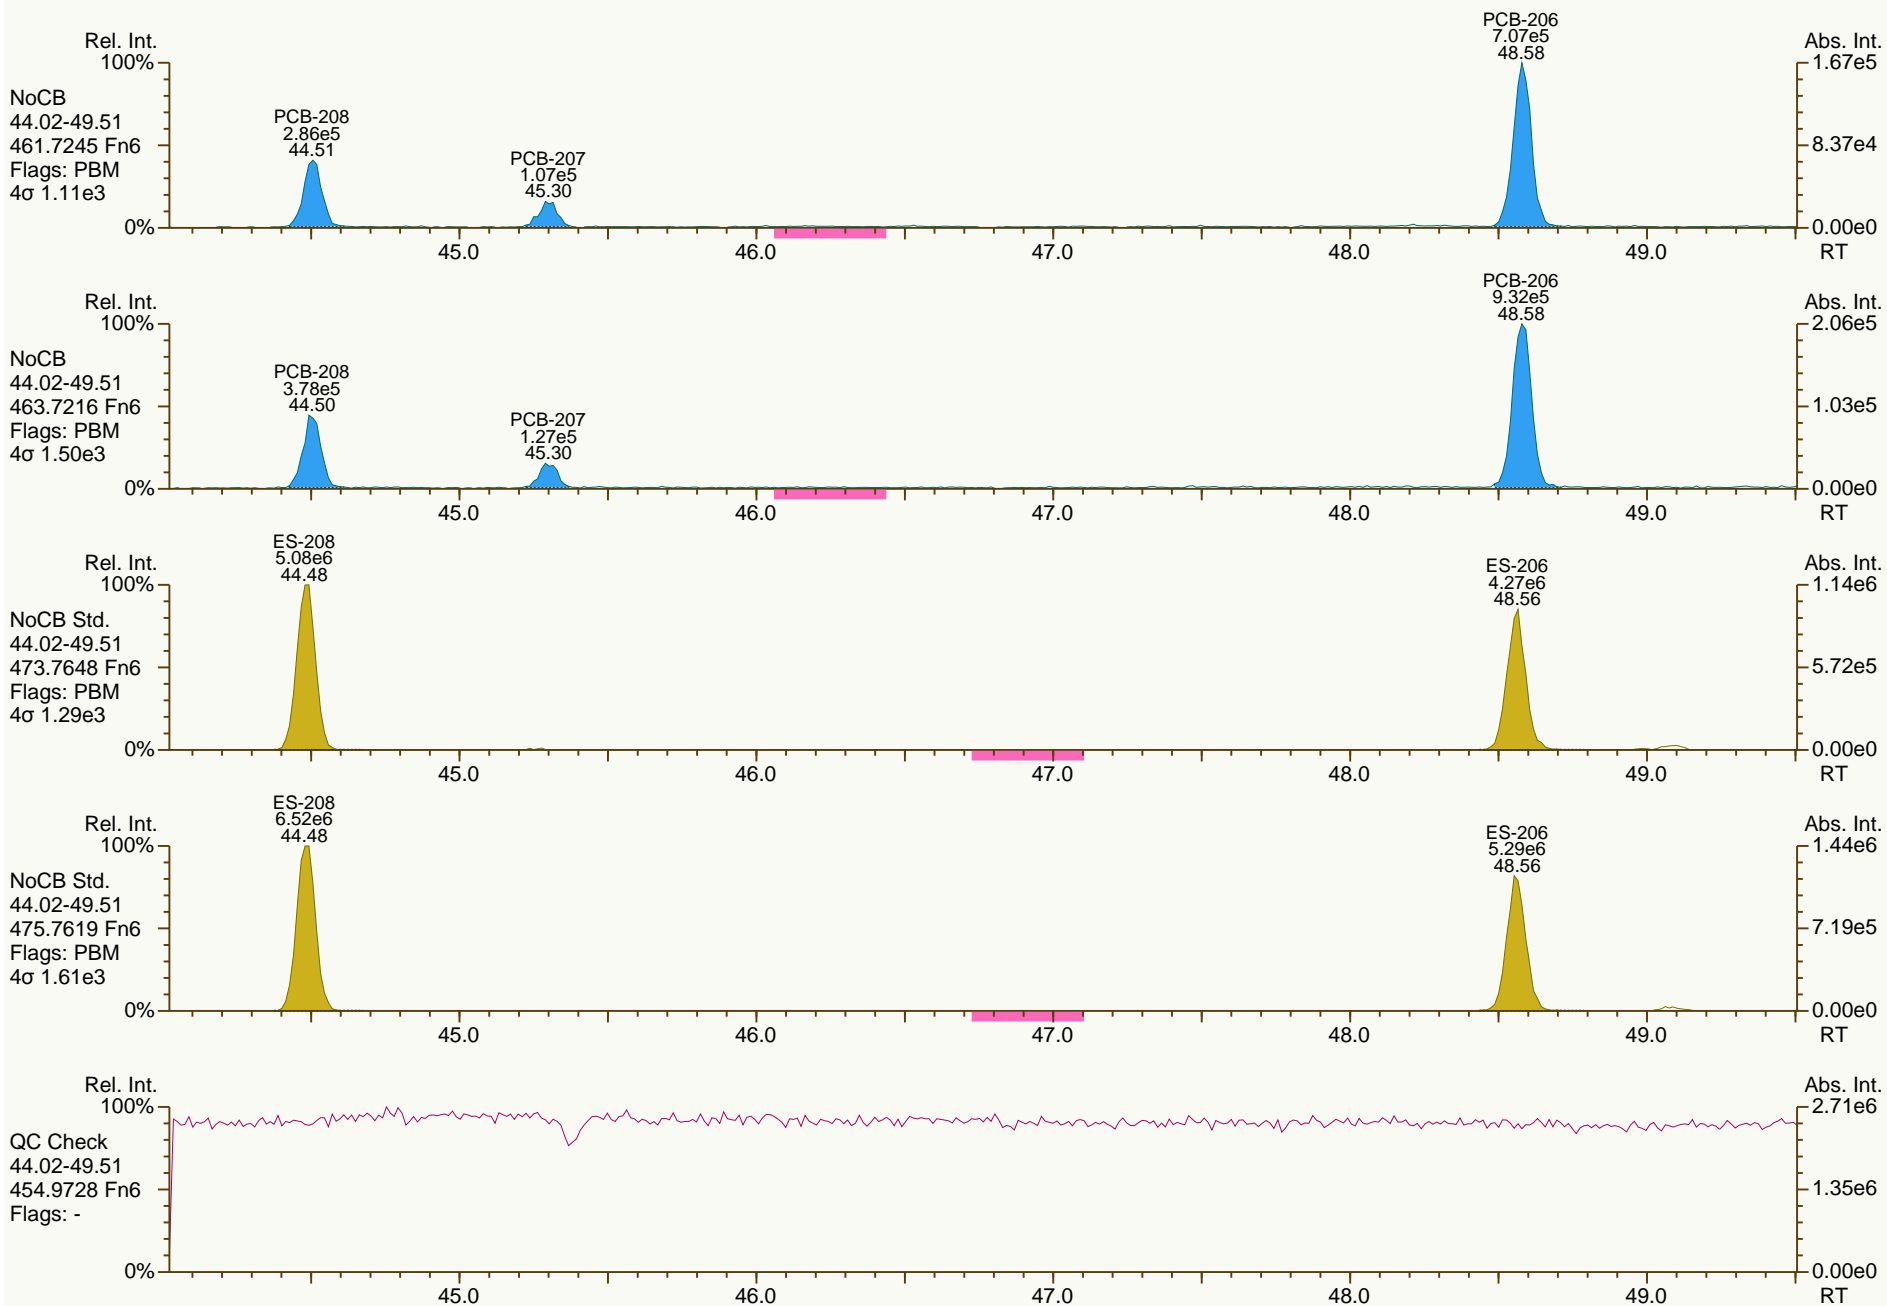 PCB-206
7.07e5
48.58
Rel. Int.
Abs. Int.
100%
1.67e5
NoCB
44.02-49.51
461.7245 Fn6
Flags: PBM
4σ 1.11e3
PCB-208
2.86e5
44.51
PCB-207
1.07e5
45.30
8.37e4
0%
0.00e0
45.0 46.0 47.0 48.0 49.0 RT
PCB-206
9.32e5
48.58
Rel. Int.
Abs. Int.
100%
2.06e5
NoCB
44.02-49.51
463.7216 Fn6
Flags: PBM
4σ 1.50e3
PCB-208
3.78e5
44.50
PCB-207
1.27e5
45.30
1.03e5
0%
0.00e0
45.0 46.0 47.0 48.0 49.0 RT
ES-208
5.08e6
44.48
Rel. Int.
Abs. Int.
100%
1.14e6
ES-206
4.27e6
48.56
NoCB Std.
44.02-49.51
473.7648 Fn6
Flags: PBM
4σ 1.29e3
5.72e5
0%
0.00e0
45.0 46.0 47.0 48.0 49.0 RT
ES-208
6.52e6
44.48
Rel. Int.
Abs. Int.
100%
1.44e6
ES-206
5.29e6
48.56
NoCB Std.
44.02-49.51
475.7619 Fn6
Flags: PBM
4σ 1.61e3
7.19e5
0%
0.00e0
45.0 46.0 47.0 48.0 49.0 RT
Rel. Int.
Abs. Int.
100%
2.71e6
QC Check
44.02-49.51
454.9728 Fn6
Flags: -
1.35e6
0%
0.00e0
45.0 46.0 47.0 48.0 49.0 RT